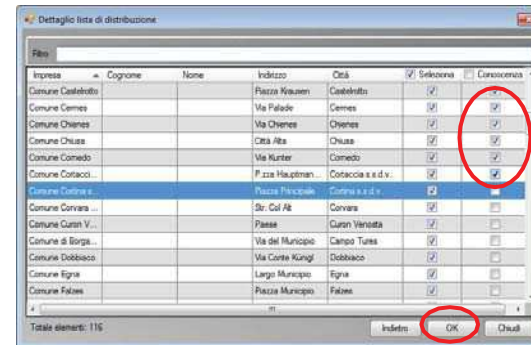 Dettaglio lista di distribuzione
Filtro
Impresa Cognome Nome Indirizzo Città Seleziona Conoscenza
Comune Castelrotto Piazza Krausen Castelrotto
Comune Cermes Via Palade Cermes
Comune Chienes Via Chienes Chienes
Comune Chiusa Città Alta Chiusa
Comune Cornedo Via Kunter Cornedo
Comune Cortacci... P.zza Hauptman... Cortaccia s.s.d.v..
Comune Cortina s... Piazza Principale Cortina s.s.d.v.
Comune Corvara ... Str. Col Alt Corvara
Comune Curon V... Paese Curon Venosta
Comune di Borga... Via del Municipio Campo Tures
Comune Dobbiaco Via Conte Küngl Dobbiaco
Comune Egna Largo Municipio Egna
Comune Falzes Piazza Municipio Falzes
Totale elementi: 116 Indietro OK Chiudi